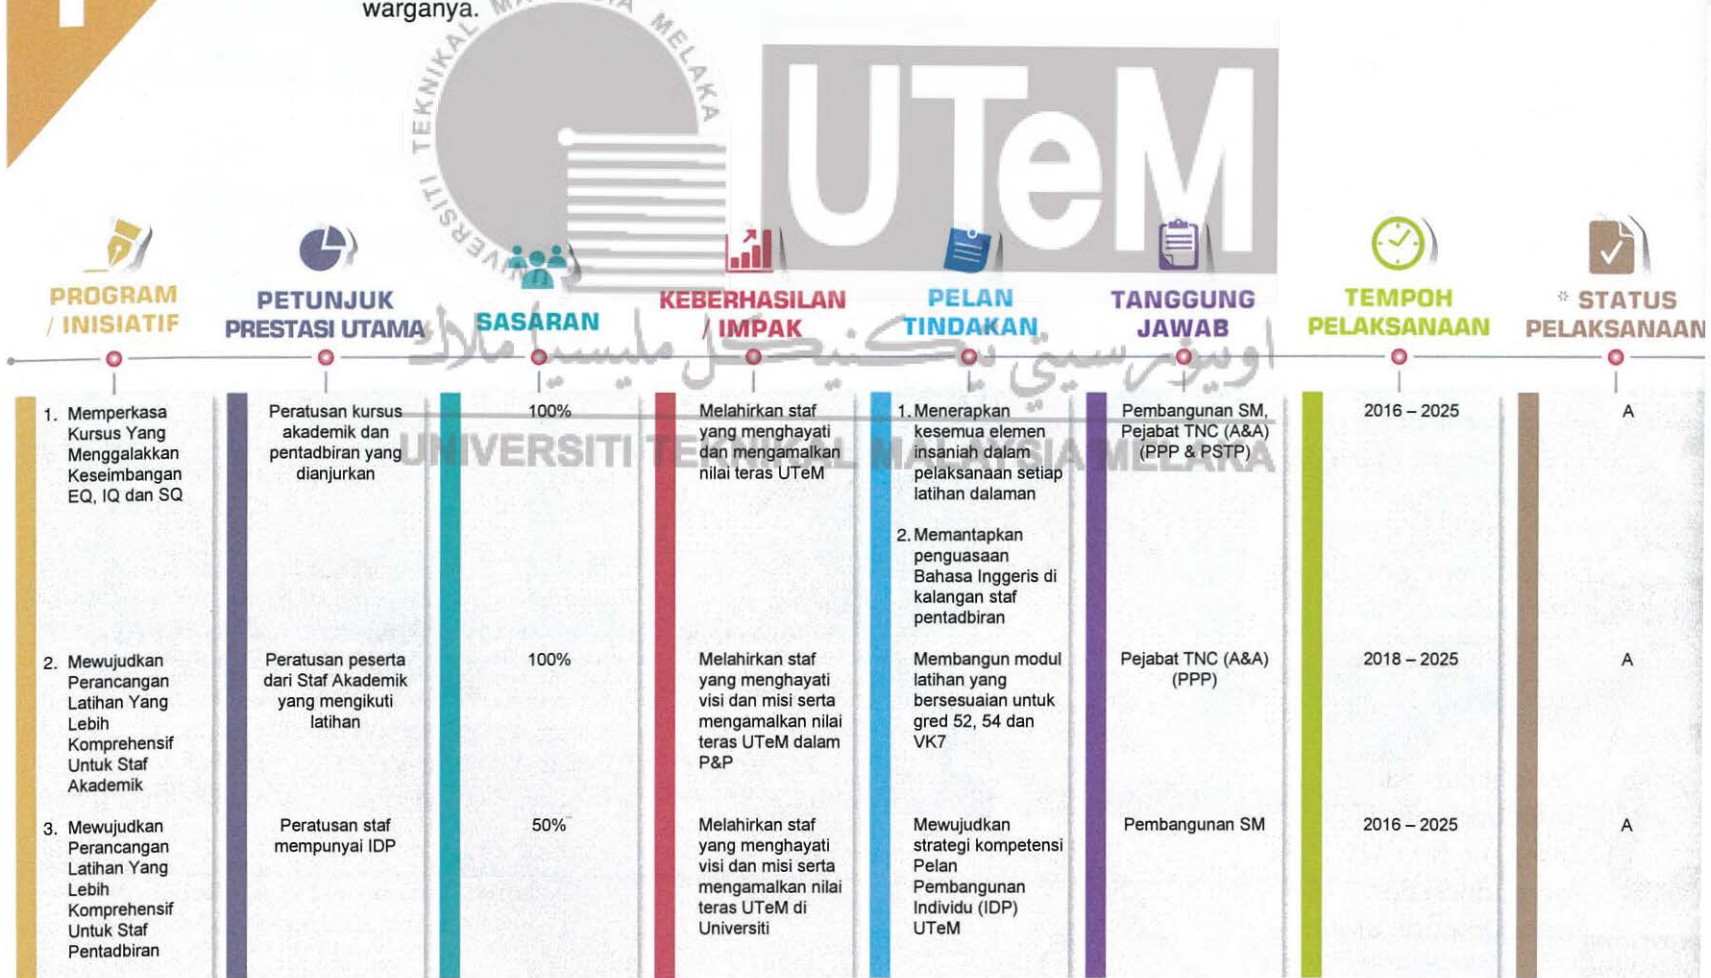 warganya.
UNIVERSITI TEKNIKAL MALAYSIA MELAKA
UTeM
PROGRAM
/ INISIATIF
PETUNJUK
PRESTASI UTAMA
SASARAN
KEBERHASILAN
/ IMPAK
PELAN
TINDAKAN
TANGGUNG
JAWAB
TEMPOH
PELAKSANAAN
* STATUS
PELAKSANAAN
اونيۏرسيتي تيكنيكل مليسيا ملاك
UNIVERSITI TEKNIKAL MALAYSIA MELAKA
1. Memperkasa
Kursus Yang
Menggalakkan
Keseimbangan
EQ, IQ dan SQ
Peratusan kursus
akademik dan
pentadbiran yang
dianjurkan
100%
Melahirkan staf
yang menghayati
dan mengamalkan
nilai teras UTeM
1. Menerapkan
kesemua elemen
insaniah dalam
pelaksanaan setiap
latihan dalaman
2. Memantapkan
penguasaan
Bahasa Inggeris di
kalangan staf
pentadbiran
Pembangunan SM,
Pejabat TNC (A&A)
(PPP & PSTP)
2016 – 2025
A
2. Mewujudkan
Perancangan
Latihan Yang
Lebih
Komprehensif
Untuk Staf
Akademik
Peratusan peserta
dari Staf Akademik
yang mengikuti
latihan
100%
Melahirkan staf
yang menghayati
visi dan misi serta
mengamalkan nilai
teras UTeM dalam
P&P
Membangun modul
latihan yang
bersesuaian untuk
gred 52, 54 dan
VK7
Pejabat TNC (A&A)
(PPP)
2018 – 2025
A
3. Mewujudkan
Perancangan
Latihan Yang
Lebih
Komprehensif
Untuk Staf
Pentadbiran
Peratusan staf
mempunyai IDP
50%
Melahirkan staf
yang menghayati
visi dan misi serta
mengamalkan nilai
teras UTeM di
Universiti
Mewujudkan
strategi kompetensi
Pelan
Pembangunan
Individu (IDP)
UTeM
Pembangunan SM
2016 – 2025
A